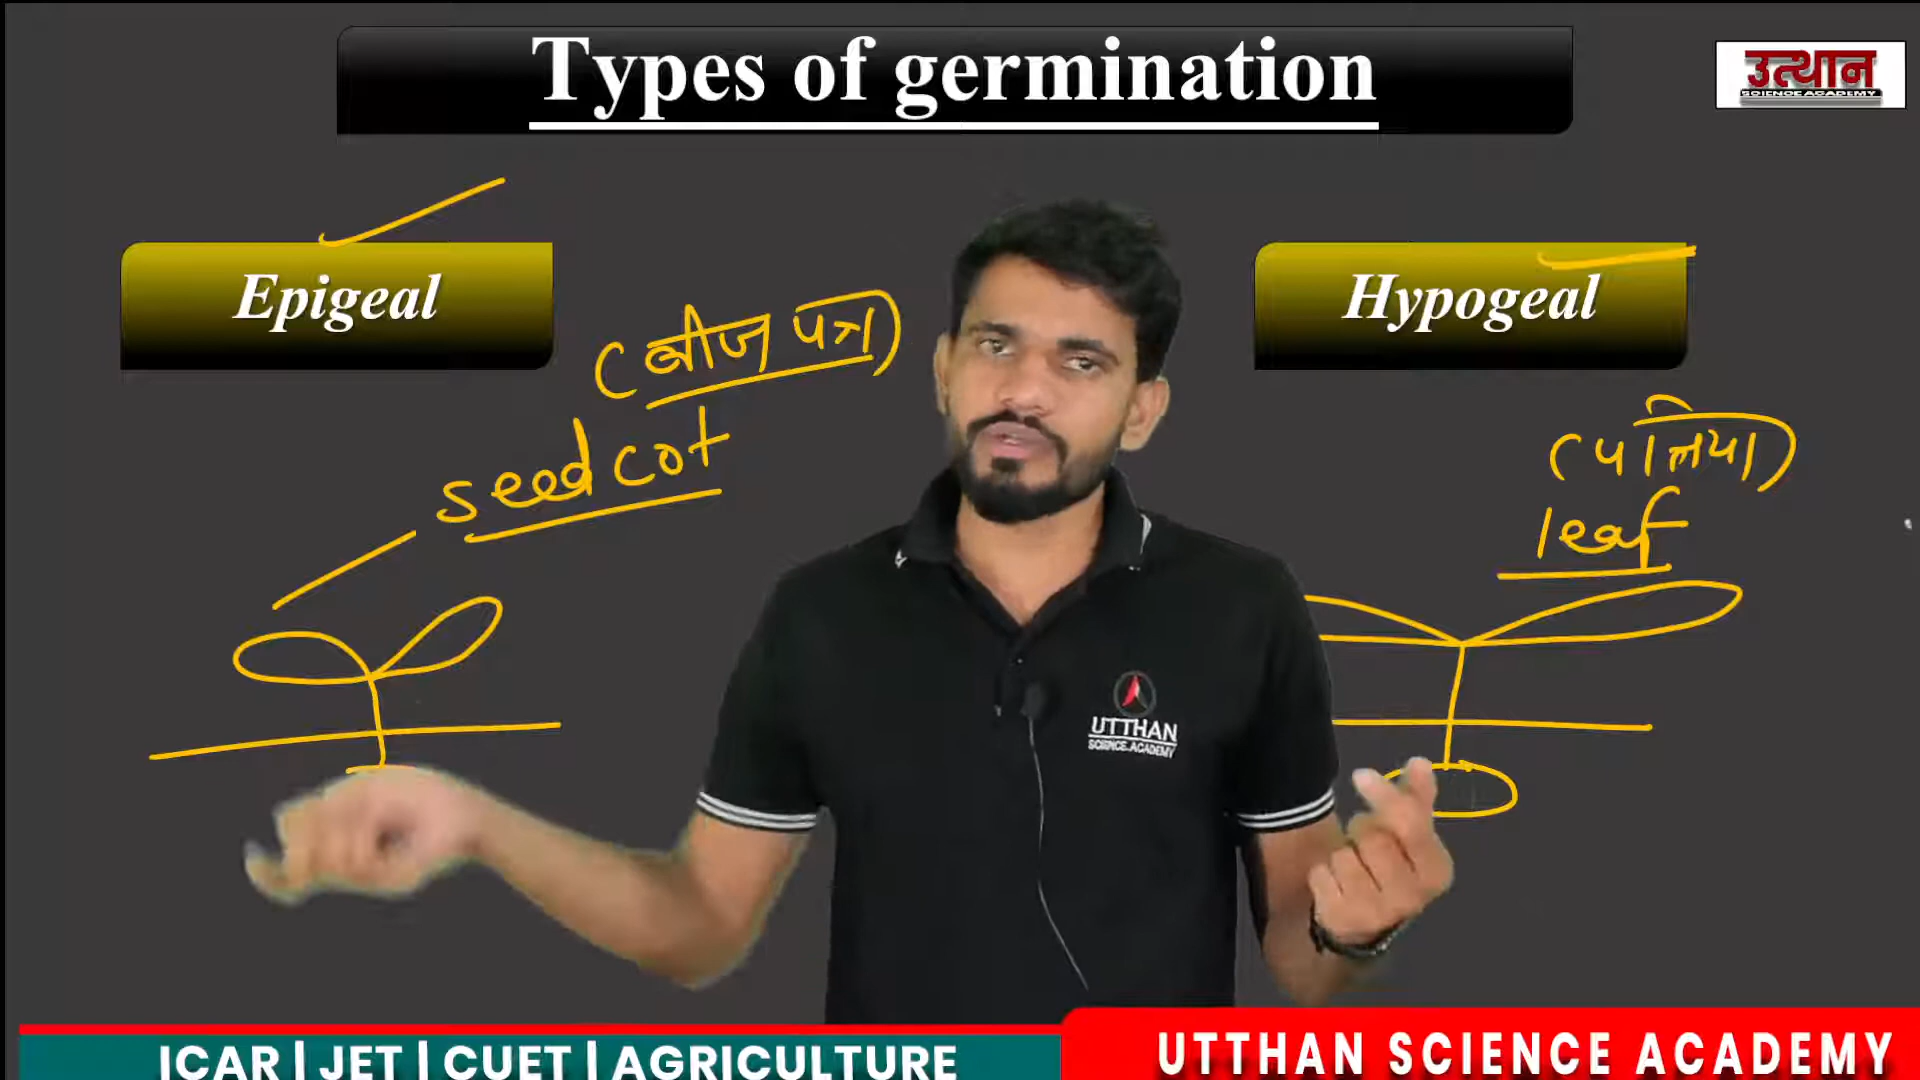 Types of germination
उत्थान
SCIENCE ACADEMY
Epigeal
Hypogeal
(बीज पत्र)
seed cot
(पत्तिया)
leaf
UTTHAN
SCIENCE ACADEMY
ICAR | JET | CUET | AGRICULTURE
UTTHAN SCIENCE ACADEMY